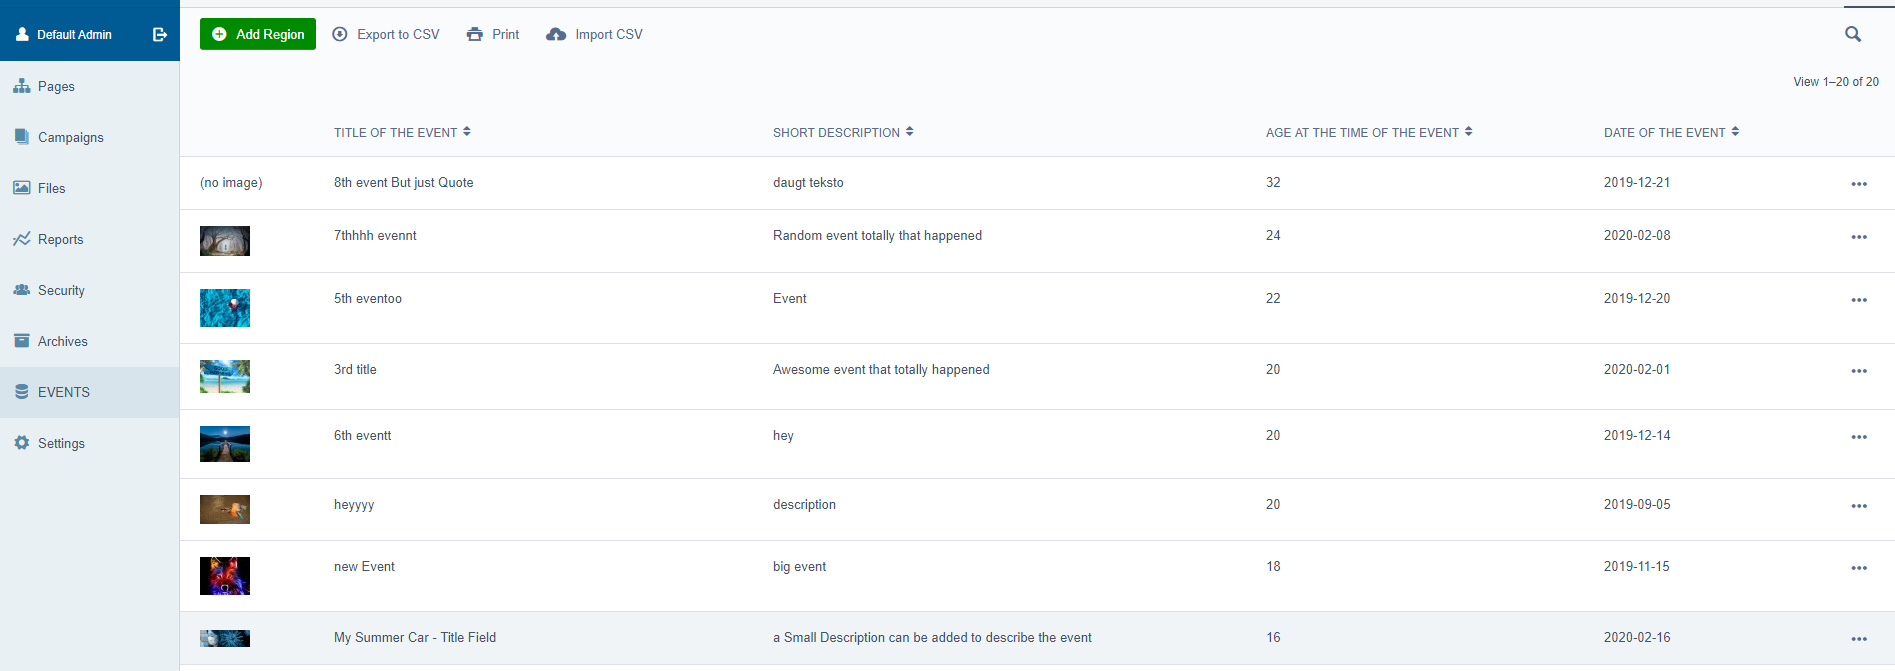 Default Admin
Add Region
Export to CSV
Print
Import CSV
Pages
Campaigns
Files
Reports
Security
Archives
EVENTS
Settings
View 1–20 of 20
TITLE OF THE EVENT SHORT DESCRIPTION AGE AT THE TIME OF THE EVENT DATE OF THE EVENT
(no image) 8th event But just Quote daugt teksto 32 2019-12-21
7thhhh evennt Random event totally that happened 24 2020-02-08
5th eventoo Event 22 2019-12-20
3rd title Awesome event that totally happened 20 2020-02-01
6th eventt hey 20 2019-12-14
heyyyy description 20 2019-09-05
new Event big event 18 2019-11-15
My Summer Car - Title Field a Small Description can be added to describe the event 16 2020-02-16